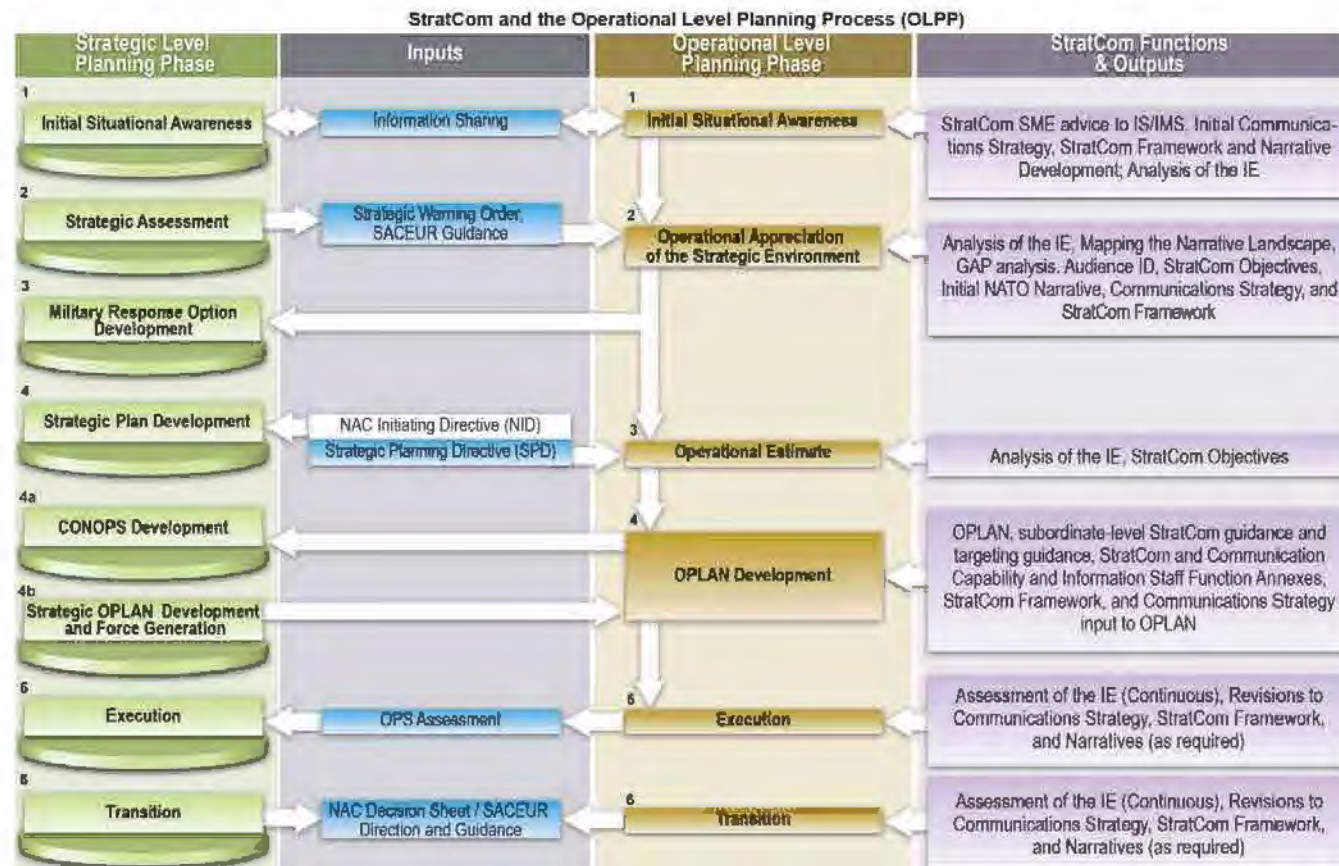 StratCom and the Operational Level Planning Process (OLPP)
Strategic Level
Planning Phase
Inputs
Operational Level
Planning Phase
StratCom Functions
& Outputs
1
Initial Situational Awareness
Information Sharing
1
Initial Situational Awareness
StratCom SME advice to IS/IMS. Initial Communica-
tions Strategy, StratCom Framework and Narrative
Development; Analysis of the IE
2
Strategic Assessment
Strategic Warning Order,
SACEUR Guidance
2
Operational Appreciation
of the Strategic Environment
Analysis of the IE, Mapping the Narrative Landscape,
GAP analysis. Audience ID, StratCom Objectives,
Initial NATO Narrative, Communications Strategy, and
StratCom Framework
3
Military Response Option
Development
4
Strategic Plan Development
NAC Initiating Directive (NID)
Strategic Planning Directive (SPD)
3
Operational Estimate
Analysis of the IE, StratCom Objectives
4a
CONOPS Development
4
OPLAN Development
OPLAN, subordinate-level StratCom guidance and
targeting guidance, StratCom and Communication
Capability and Information Staff Function Annexes,
StratCom Framework, and Communications Strategy
input to OPLAN
4b
Strategic OPLAN Development
and Force Generation
5
Execution
OPS Assessment
5
Execution
Assessment of the IE (Continuous), Revisions to
Communications Strategy, StratCom Framework,
and Narratives (as required)
6
Transition
NAC Decision Sheet / SACEUR
Direction and Guidance
6
Transition
Assessment of the IE (Continuous), Revisions to
Communications Strategy, StratCom Framework,
and Narratives (as required)